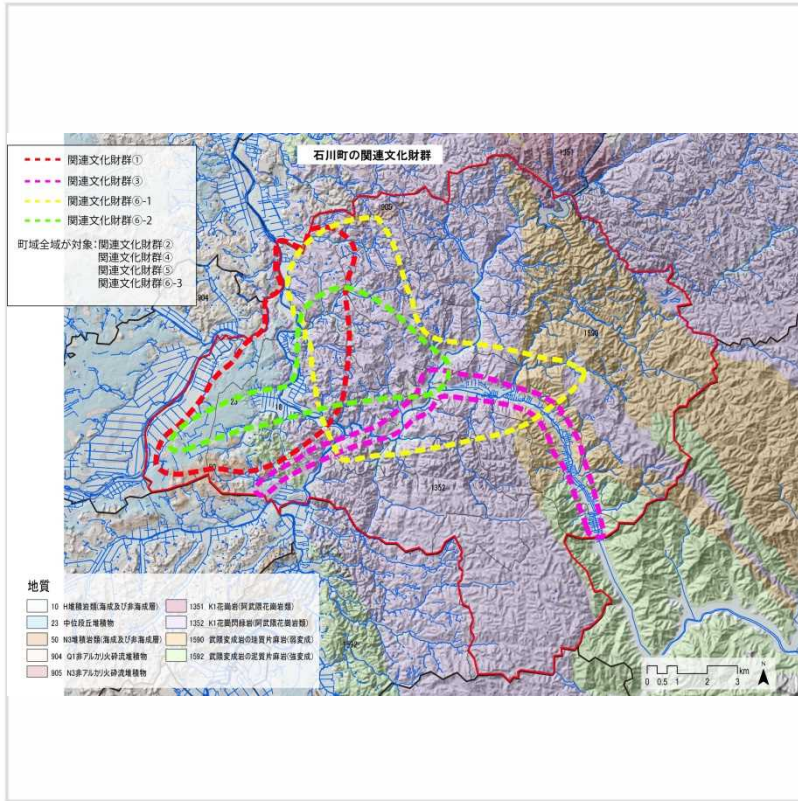 石川町の関連文化財群
関連文化財群①
関連文化財群③
関連文化財群⑥-1
関連文化財群⑥-2
町域全域が対象:関連文化財群②
関連文化財群④
関連文化財群⑤
関連文化財群⑥-3
1351
905
904
1590
23
10
1352
1352
地質
10 H堆積岩類(海成及び非海成層)
23 中位段丘堆積物
50 N3堆積岩類(海成及び非海成層)
904 Q1非アルカリ火砕流堆積物
905 N3非アルカリ火砕流堆積物
1351 K1花崗岩(阿武隈花崗岩類)
1352 K1花崗閃緑岩(阿武隈花崗岩類)
1590 武隈変成岩の珪質片麻岩(弱変成)
1592 武隈変成岩の泥質片麻岩(強変成)
N
km
0 0.5 1 2 3